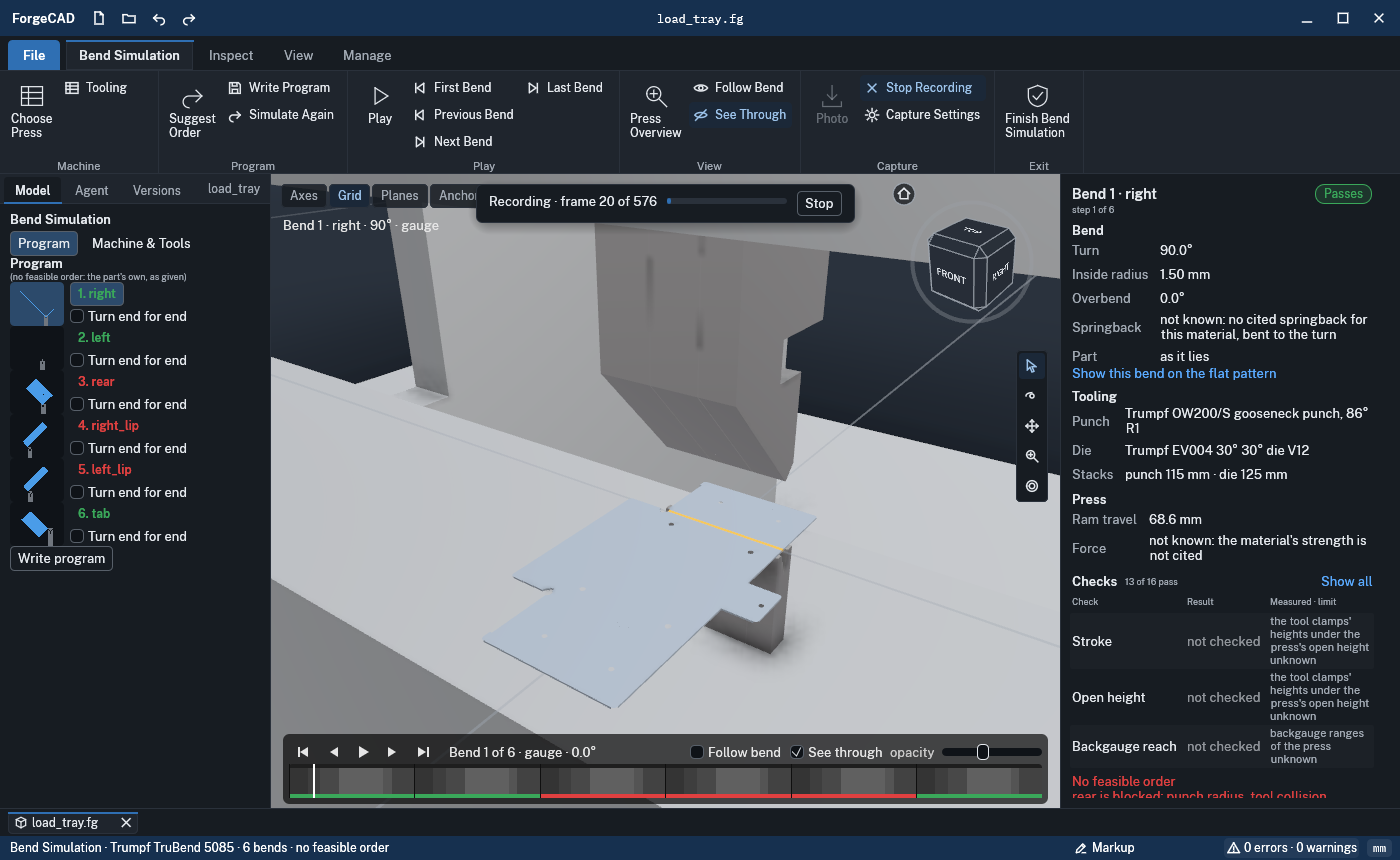 ForgeCAD
load_tray.fg
File
Bend Simulation
Inspect
View
Manage
Choose Press
Tooling
Machine
Suggest Order
Write Program
Simulate Again
Program
Play
First Bend
Previous Bend
Next Bend
Last Bend
Play
Press Overview
Follow Bend
See Through
View
Photo
Stop Recording
Capture Settings
Capture
Finish Bend Simulation
Exit
Model
Agent
Versions
load_tray
Bend Simulation
Program
Machine & Tools
Program
(no feasible order: the part's own, as given)
1. right
Turn end for end
2. left
Turn end for end
3. rear
Turn end for end
4. right_lip
Turn end for end
5. left_lip
Turn end for end
6. tab
Turn end for end
Write program
Axes
Grid
Planes
Anchor
Recording · frame 20 of 576
Stop
Bend 1 · right · 90° · gauge
TOP
FRONT
RIGHT
Bend 1 of 6 · gauge · 0.0°
Follow bend
See through
opacity
Bend 1 · right
Passes
step 1 of 6
Bend
Turn 90.0°
Inside radius 1.50 mm
Overbend 0.0°
Springback not known: no cited springback for this material, bent to the turn
Part as it lies
Show this bend on the flat pattern
Tooling
Punch Trumpf OW200/S gooseneck punch, 86° R1
Die Trumpf EV004 30° 30° die V12
Stacks punch 115 mm · die 125 mm
Press
Ram travel 68.6 mm
Force not known: the material's strength is not cited
Checks 13 of 16 pass
Show all
Check Result Measured · limit
Stroke not checked the tool clamps' heights under the press's open height unknown
Open height not checked the tool clamps' heights under the press's open height unknown
Backgauge reach not checked backgauge ranges of the press unknown
No feasible order
rear is blocked: punch radius, tool collision
load_tray.fg
Bend Simulation · Trumpf TruBend 5085 · 6 bends · no feasible order
Markup
0 errors · 0 warnings
mm